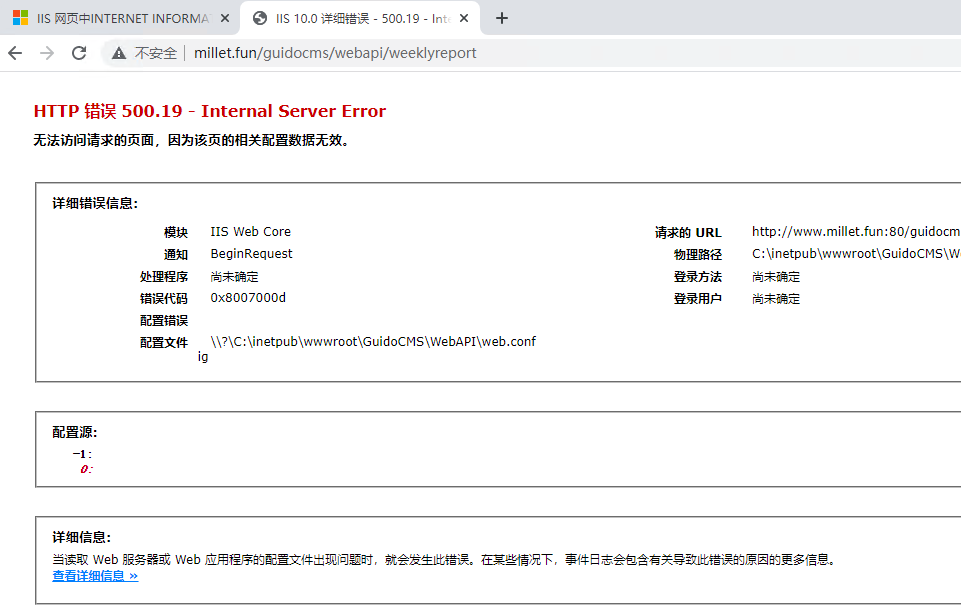 IIS 网页中INTERNET INFORMA
IIS 10.0 详细错误 - 500.19 - Int
不安全
millet.fun/guidocms/webapi/weeklyreport
HTTP 错误 500.19 - Internal Server Error
无法访问请求的页面，因为该页的相关配置数据无效。
详细错误信息:
模块 IIS Web Core
通知 BeginRequest
处理程序 尚未确定
错误代码 0x8007000d
配置错误
配置文件 \\?\C:\inetpub\wwwroot\GuidoCMS\WebAPI\web.conf
ig
请求的 URL http://www.millet.fun:80/guidocm
物理路径 C:\inetpub\wwwroot\GuidoCMS\W
登录方法 尚未确定
登录用户 尚未确定
配置源:
-1:
0:
详细信息:
当读取 Web 服务器或 Web 应用程序的配置文件出现问题时，就会发生此错误。在某些情况下，事件日志会包含有关导致此错误的原因的更多信息。
查看详细信息 »